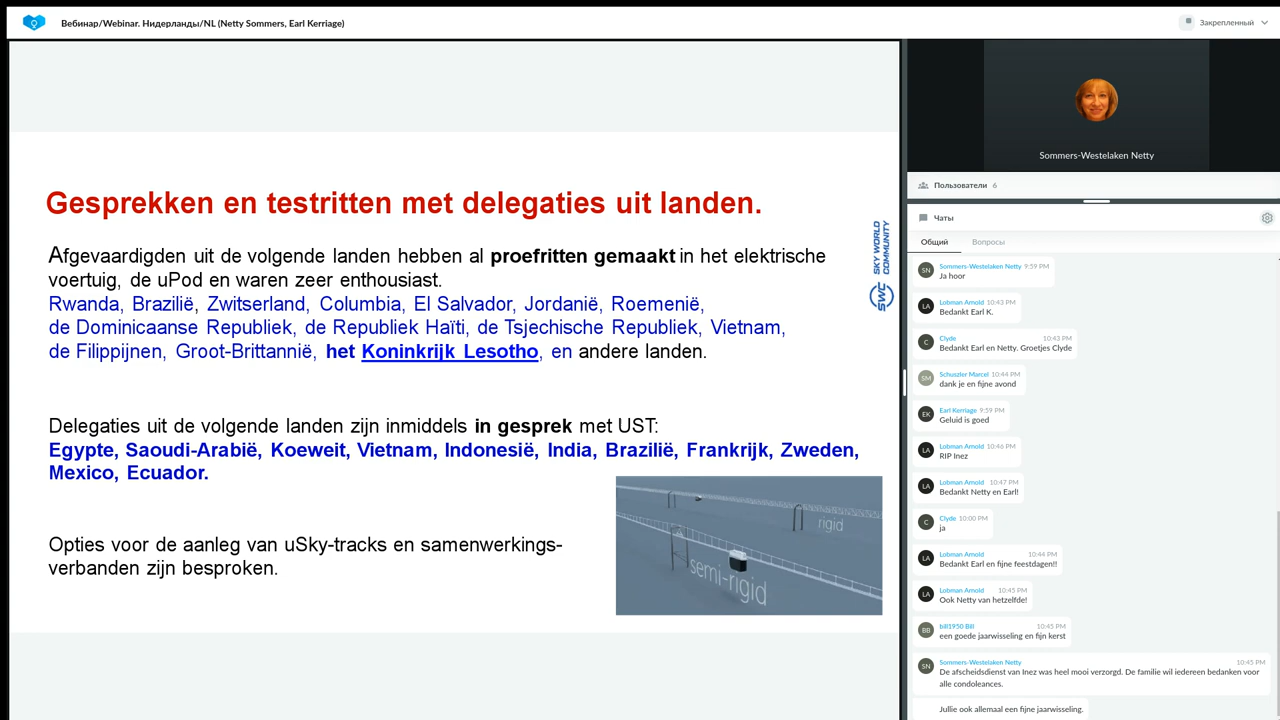 Вебинар/Webinar. Нидерланды/NL (Netty Sommers, Earl Kerriage)
Закрепленный
Gesprekken en testritten met delegaties uit landen.
Afgevaardigden uit de volgende landen hebben al proefritten gemaakt in het elektrische
voertuig, de uPod en waren zeer enthousiast.
Rwanda, Brazilië, Zwitserland, Columbia, El Salvador, Jordanië, Roemenië,
de Dominicaanse Republiek, de Republiek Haïti, de Tsjechische Republiek, Vietnam,
de Filippijnen, Groot-Brittannië, het Koninkrijk Lesotho, en andere landen.
Delegaties uit de volgende landen zijn inmiddels in gesprek met UST:
Egypte, Saoudi-Arabië, Koeweit, Vietnam, Indonesië, India, Brazilië, Frankrijk, Zweden,
Mexico, Ecuador.
Opties voor de aanleg van uSky-tracks en samenwerkings-
verbanden zijn besproken.
rigid
semi-rigid
SKY WORLD
COMMUNITY
SWC
Sommers-Westelaken Netty
Пользователи 6
Чаты
Общий Вопросы
SN
Sommers-Westelaken Netty 9:59 PM
Ja hoor
LA
Lobman Arnold 10:43 PM
Bedankt Earl K.
C
Clyde 10:43 PM
Bedankt Earl en Netty. Groetjes Clyde
SM
Schuszler Marcel 10:44 PM
dank je en fijne avond
EK
Earl Kerriage 9:59 PM
Geluid is goed
LA
Lobman Arnold 10:46 PM
RIP Inez
LA
Lobman Arnold 10:47 PM
Bedankt Netty en Earl!
C
Clyde 10:00 PM
ja
LA
Lobman Arnold 10:44 PM
Bedankt Earl en fijne feestdagen!!
LA
Lobman Arnold 10:45 PM
Ook Netty van hetzelfde!
BB
bill1950 Bill 10:45 PM
een goede jaarwisseling en fijn kerst
SN
Sommers-Westelaken Netty 10:45 PM
De afscheidsdienst van Inez was heel mooi verzorgd. De familie wil iedereen bedanken voor
alle condoleances.
Jullie ook allemaal een fijne jaarwisseling.